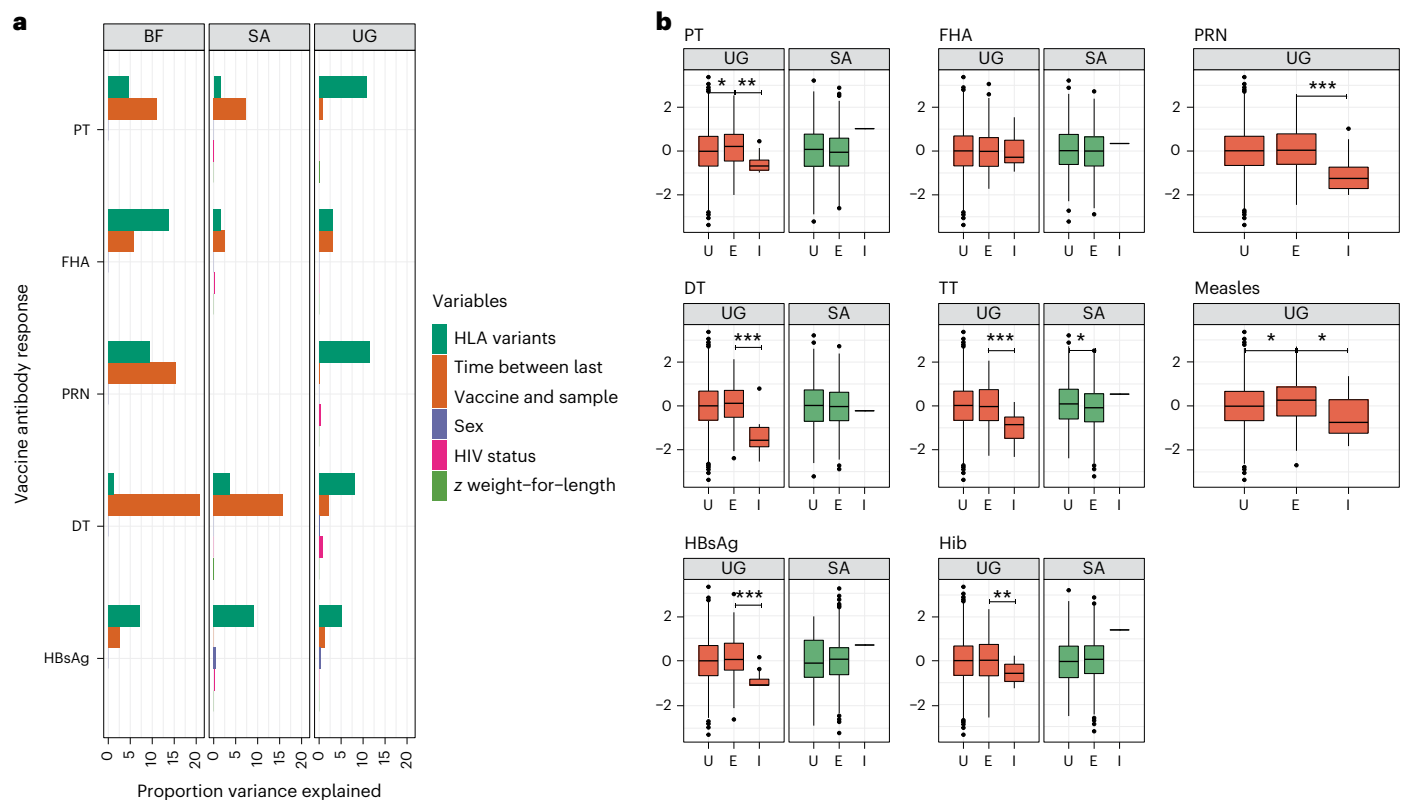 a
BF SA UG
PT
FHA
PRN
DT
HBsAg
Vaccine antibody response
0 5 10 15 20 0 5 10 15 20 0 5 10 15 20
Proportion variance explained
Variables
HLA variants
Time between last
Vaccine and sample
Sex
HIV status
z weight–for–length
b
PT
UG SA
* **
2
0
−2
U E I U E I
FHA
UG SA
2
0
−2
U E I U E I
PRN
UG
***
2
0
−2
U E I
DT
UG SA
***
2
0
−2
U E I U E I
TT
UG SA
*** *
2
0
−2
U E I U E I
Measles
UG
* *
2
0
−2
U E I
HBsAg
UG SA
***
2
0
−2
U E I U E I
Hib
UG SA
**
2
0
−2
U E I U E I